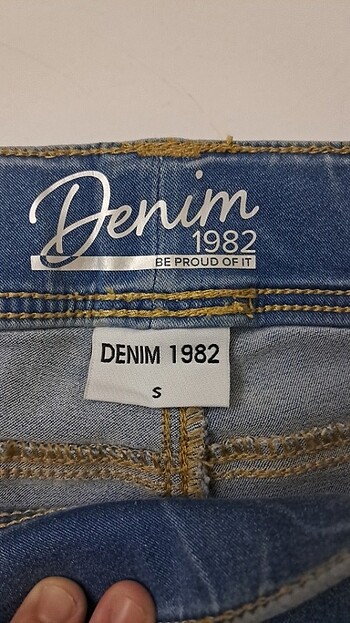 Denim
1982
BE PROUD OF IT
DENIM 1982
S